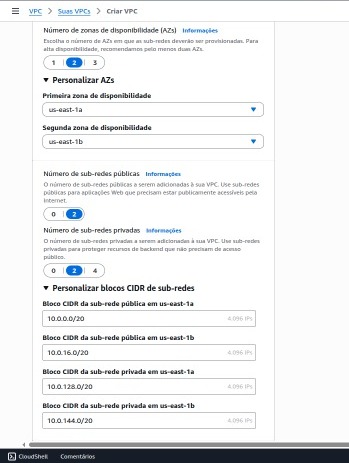 VPC > Suas VPCs > Criar VPC
Número de zonas de disponibilidade (AZs) Informações
Escolha o número de AZs em que as sub-redes deverão ser provisionadas. Para
alta disponibilidade, recomendamos pelo menos duas AZs.
1 2 3
Personalizar AZs
Primeira zona de disponibilidade
us-east-1a
Segunda zona de disponibilidade
us-east-1b
Número de sub-redes públicas Informações
O número de sub-redes públicas a serem adicionadas à sua VPC. Use sub-redes
públicas para aplicações Web que precisam estar publicamente acessíveis pela
Internet.
0 2
Número de sub-redes privadas Informações
O número de sub-redes privadas a serem adicionadas à sua VPC. Use sub-redes
privadas para proteger recursos de backend que não precisam de acesso
público.
0 2 4
Personalizar blocos CIDR de sub-redes
Bloco CIDR da sub-rede pública em us-east-1a
10.0.0.0/20 4.096 IPs
Bloco CIDR da sub-rede pública em us-east-1b
10.0.16.0/20 4.096 IPs
Bloco CIDR da sub-rede privada em us-east-1a
10.0.128.0/20 4.096 IPs
Bloco CIDR da sub-rede privada em us-east-1b
10.0.144.0/20 4.096 IPs
CloudShell Comentários